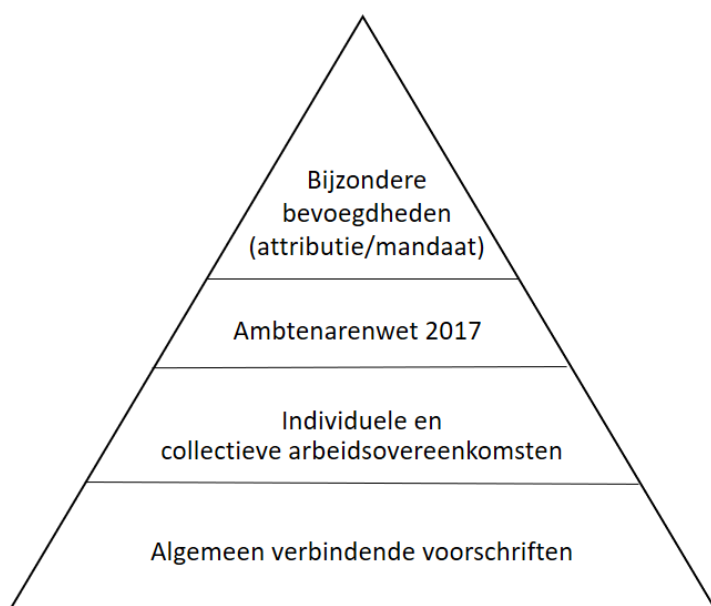 Bijzondere
bevoegdheden
(attributie/mandaat)
Ambtenarenwet 2017
Individuele en
collectieve arbeidsovereenkomsten
Algemeen verbindende voorschriften